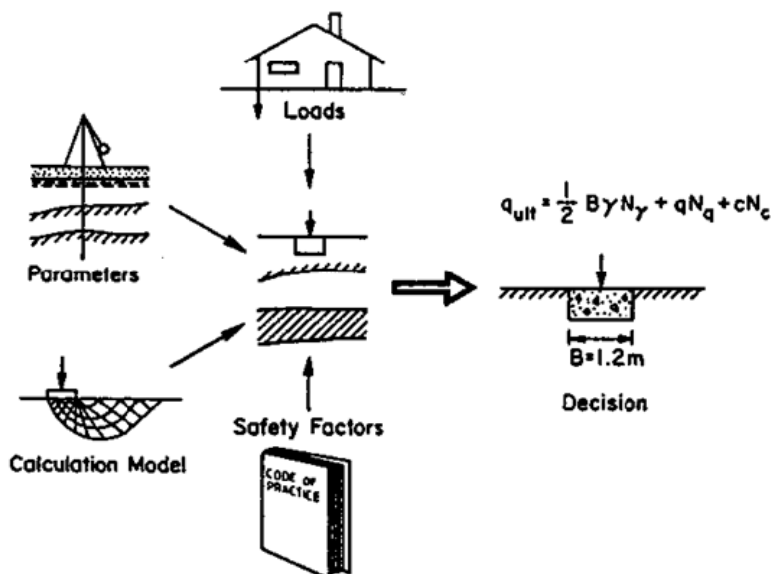 Loads
q_ult = 1/2 BγN_γ + qN_q + cN_c
Parameters
B=1.2m
Decision
Safety Factors
Calculation Model
CODE OF
PRACTICE